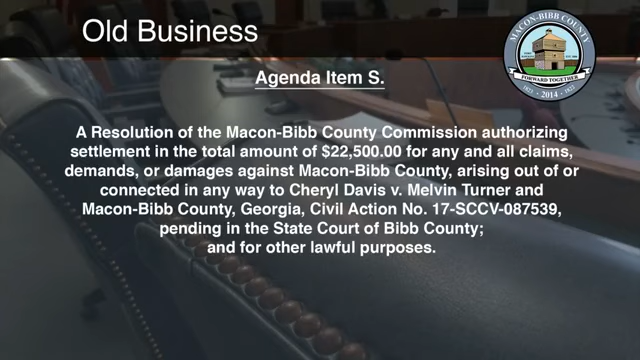 Old Business
MACON-BIBB COUNTY
FORWARD TOGETHER
1823 - 2014 - 1822
Agenda Item S.
A Resolution of the Macon-Bibb County Commission authorizing
settlement in the total amount of $22,500.00 for any and all claims,
demands, or damages against Macon-Bibb County, arising out of or
connected in any way to Cheryl Davis v. Melvin Turner and
Macon-Bibb County, Georgia, Civil Action No. 17-SCCV-087539,
pending in the State Court of Bibb County;
and for other lawful purposes.